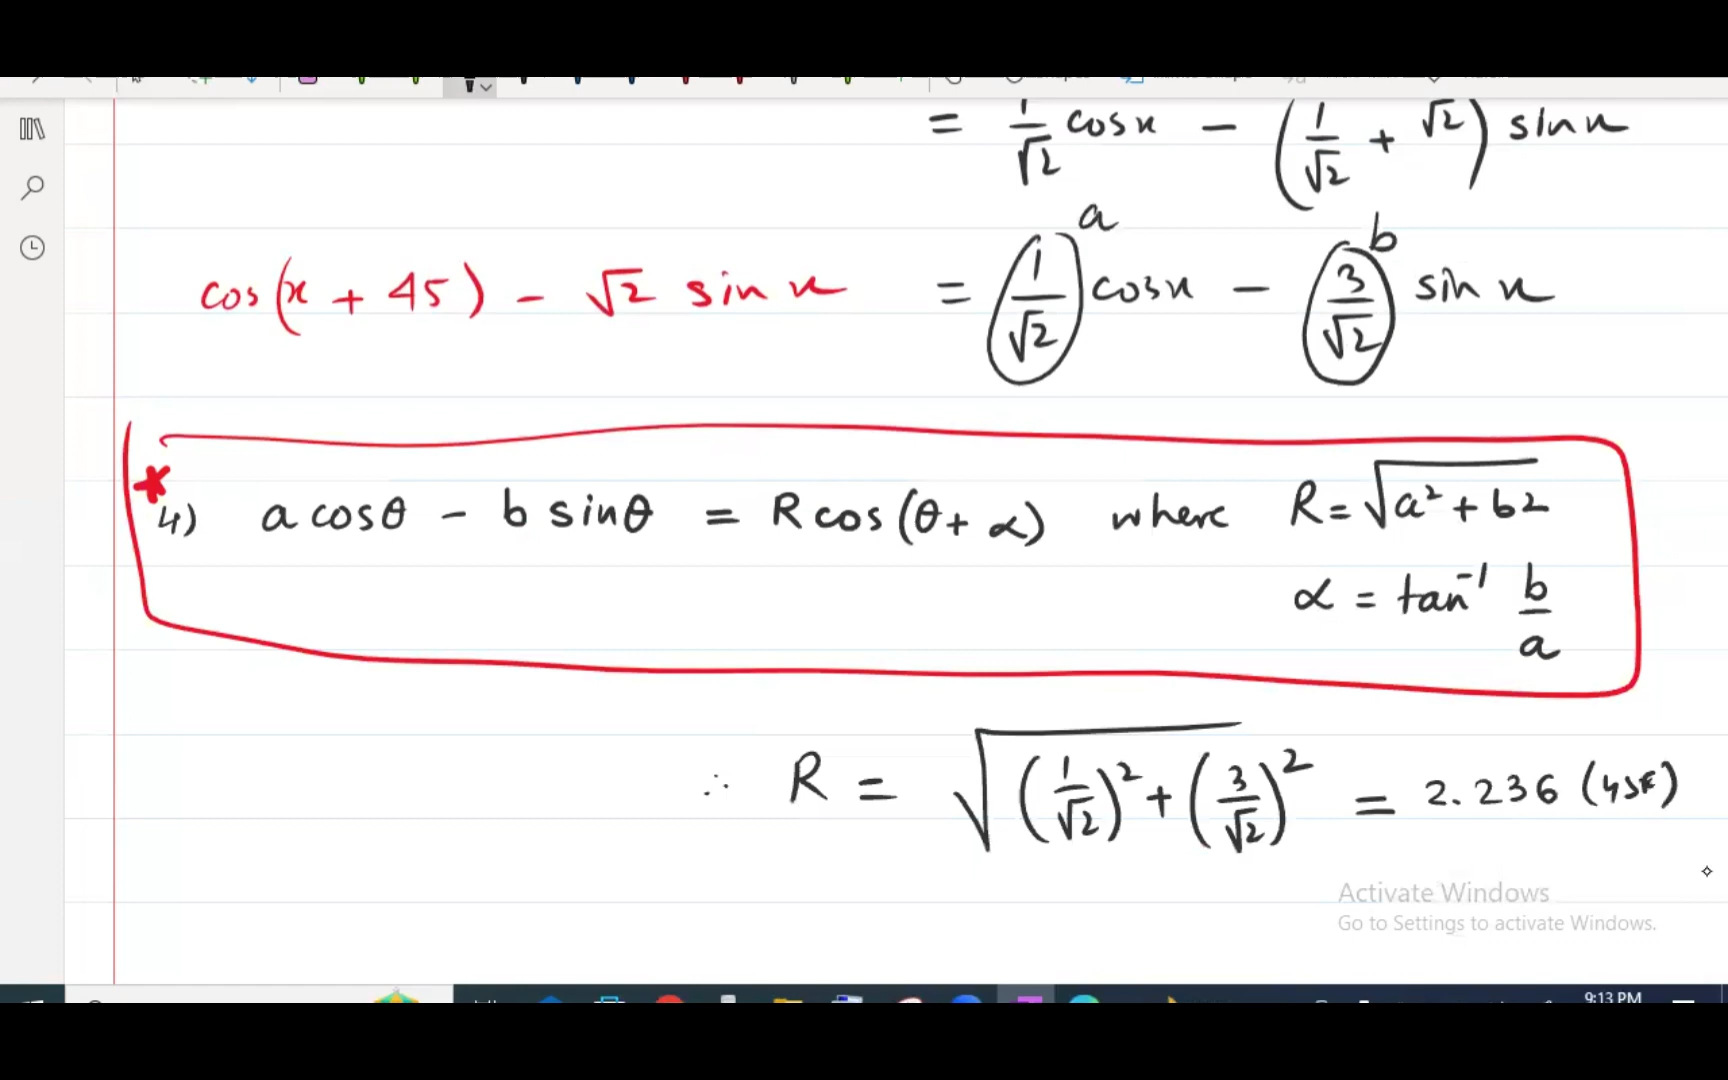 = 1/√2 cos x - (1/√2 + √2) sin x
cos(x + 45) - √2 sin x = (1/√2) a cos x - (3/√2) b sin x
* 4) a cosθ - b sinθ = R cos(θ + α) where R = √a² + b2
α = tan⁻¹ b/a
∴ R = √(1/√2)² + (3/√2)² = 2.236 (4SF)
Activate Windows
Go to Settings to activate Windows.
9:13 PM